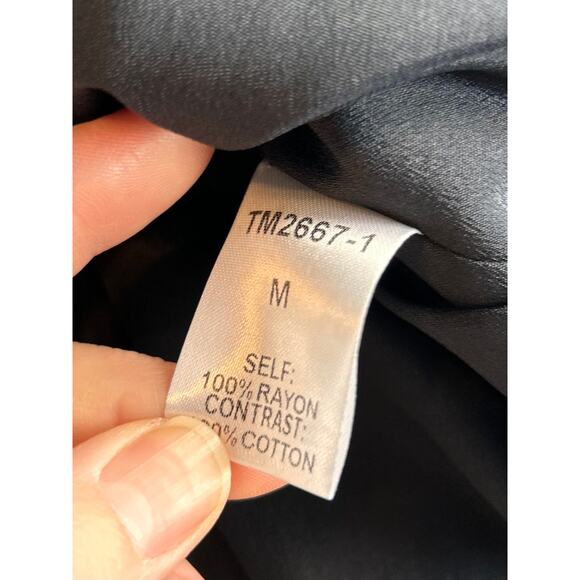 TM2667-1
M
SELF:
100% RAYON
CONTRAST:
COTTON